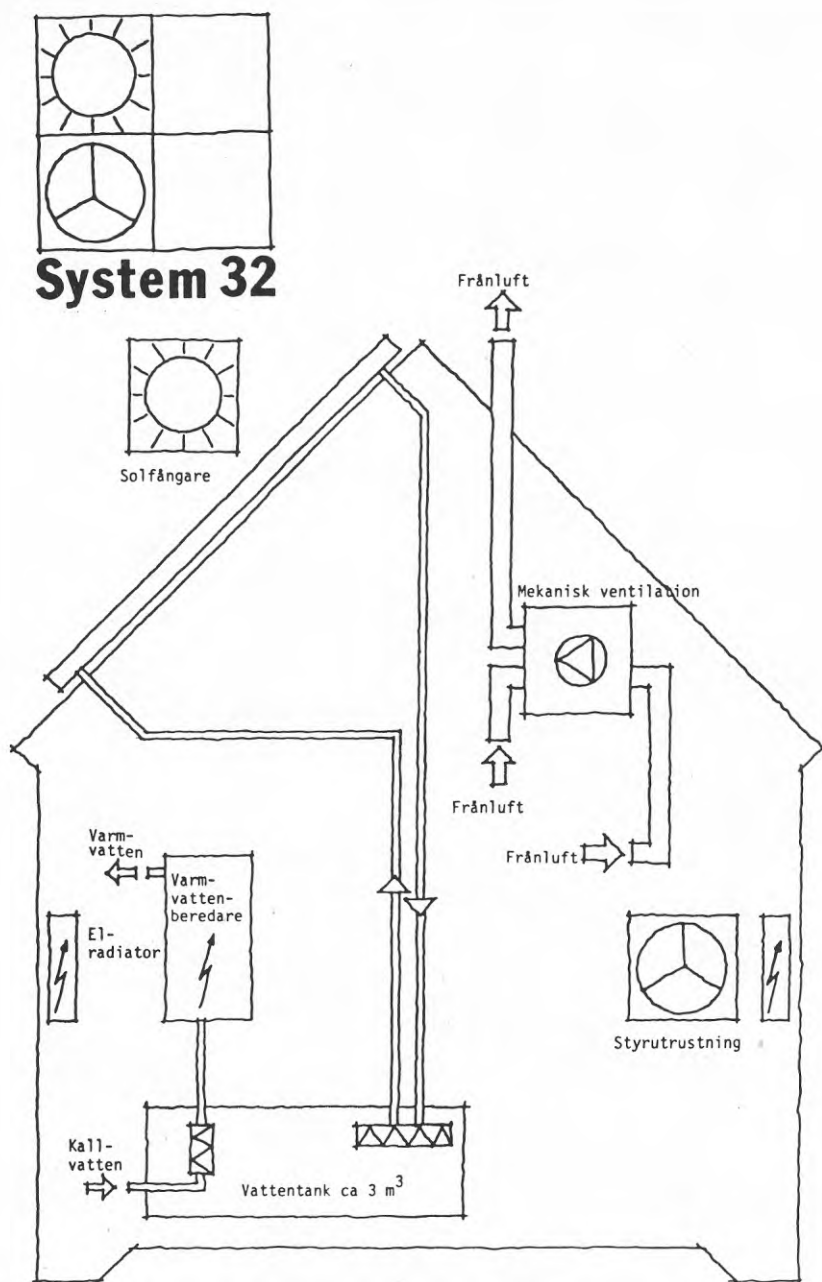 System 32
Frånluft
Solfångare
Mekanisk ventilation
Frånluft
Frånluft
Varm-
vatten
Varm-
vatten-
beredare
El-
radiator
Styrutrustning
Kall-
vatten
Vattentank ca 3 m³